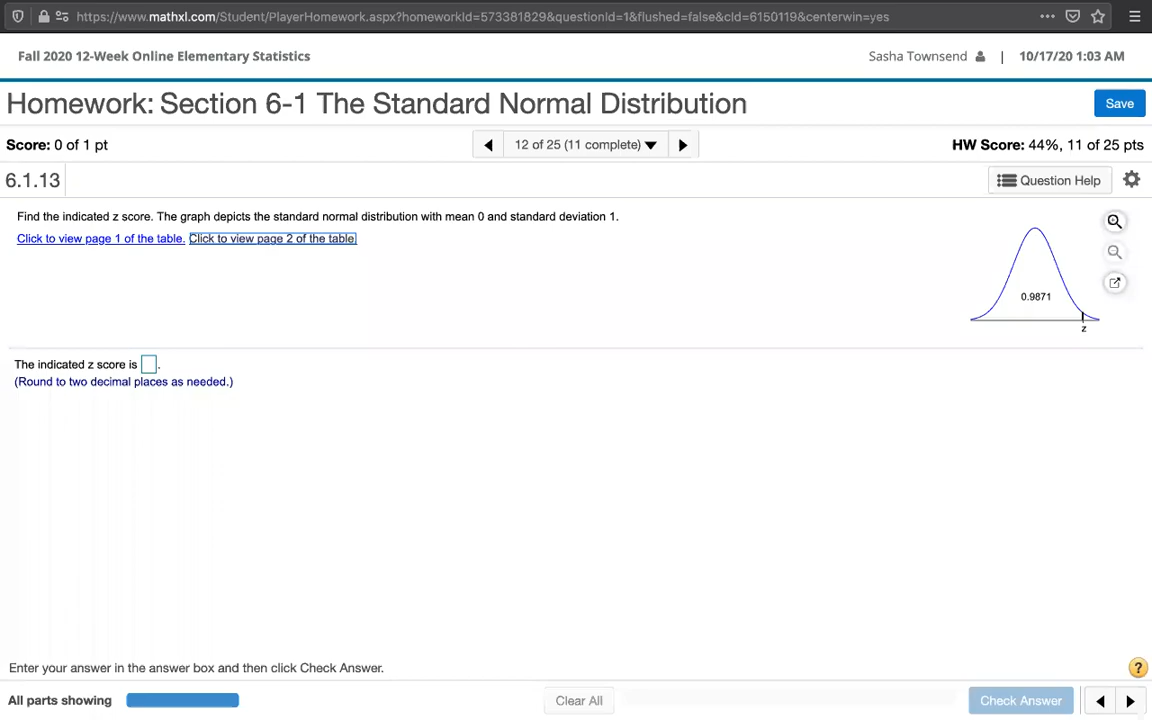 https://www.mathxl.com/Student/PlayerHomework.aspx?homeworkId=573381829&questionId=1&flushed=false&cId=6150119&centerwin=yes
Fall 2020 12-Week Online Elementary Statistics
Sasha Townsend | 10/17/20 1:03 AM
Homework: Section 6-1 The Standard Normal Distribution
Save
Score: 0 of 1 pt
12 of 25 (11 complete)
HW Score: 44%, 11 of 25 pts
6.1.13
Question Help
Find the indicated z score. The graph depicts the standard normal distribution with mean 0 and standard deviation 1.
Click to view page 1 of the table. Click to view page 2 of the table.
0.9871
z
The indicated z score is .
(Round to two decimal places as needed.)
Enter your answer in the answer box and then click Check Answer.
?
All parts showing
Clear All
Check Answer